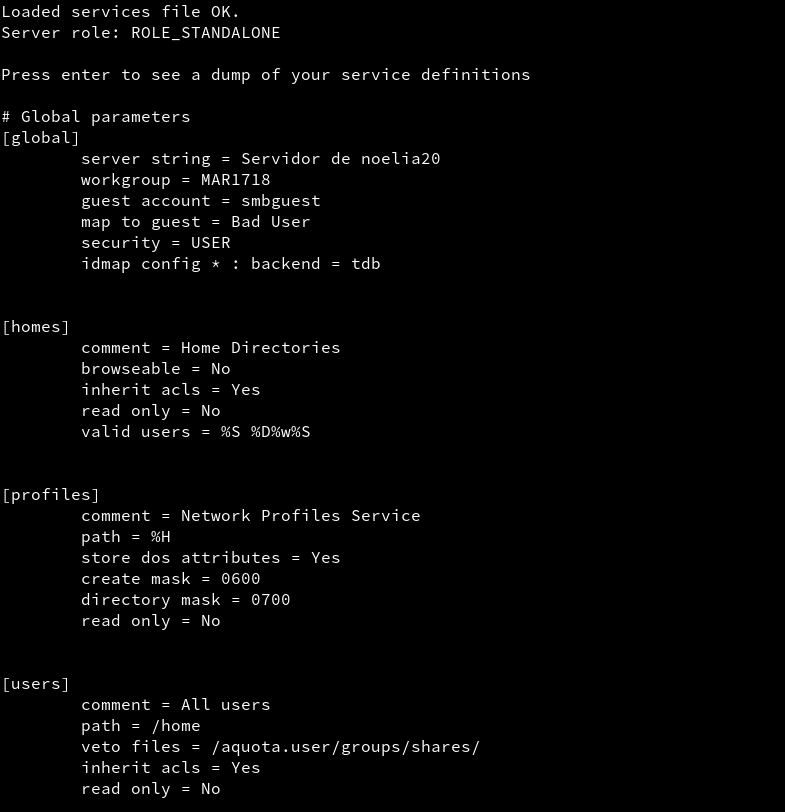 Loaded services file OK.
Server role: ROLE_STANDALONE
Press enter to see a dump of your service definitions
# Global parameters
[global]
server string = Servidor de noelia20
workgroup = MAR1718
guest account = smbguest
map to guest = Bad User
security = USER
idmap config * : backend = tdb
[homes]
comment = Home Directories
browseable = No
inherit acls = Yes
read only = No
valid users = %S %D%w%S
[profiles]
comment = Network Profiles Service
path = %H
store dos attributes = Yes
create mask = 0600
directory mask = 0700
read only = No
[users]
comment = All users
path = /home
veto files = /aquota.user/groups/shares/
inherit acls = Yes
read only = No